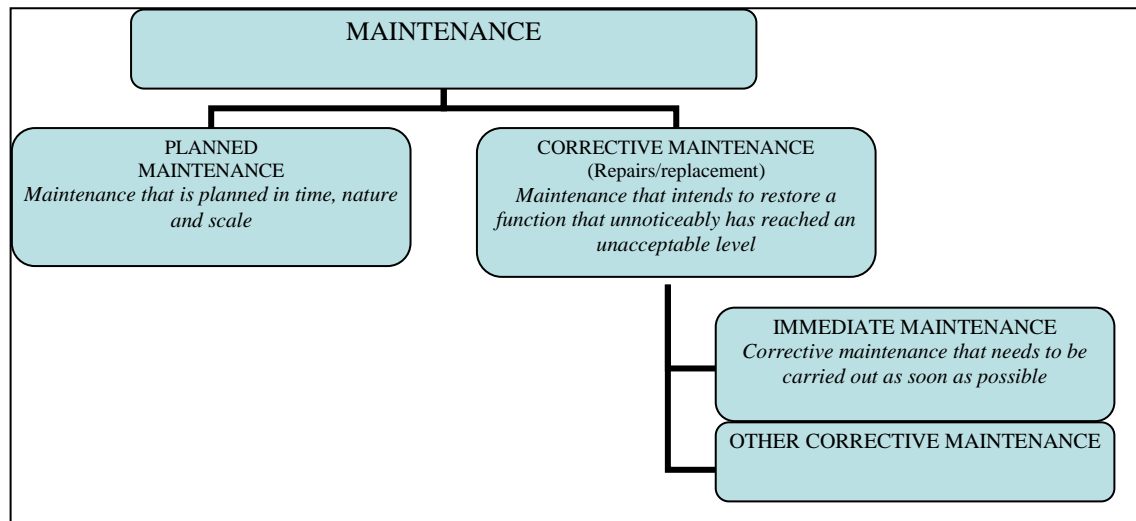 MAINTENANCE
PLANNED
MAINTENANCE
Maintenance that is planned in time, nature
and scale
CORRECTIVE MAINTENANCE
(Repairs/replacement)
Maintenance that intends to restore a
function that unnoticeably has reached an
unacceptable level
IMMEDIATE MAINTENANCE
Corrective maintenance that needs to be
carried out as soon as possible
OTHER CORRECTIVE MAINTENANCE